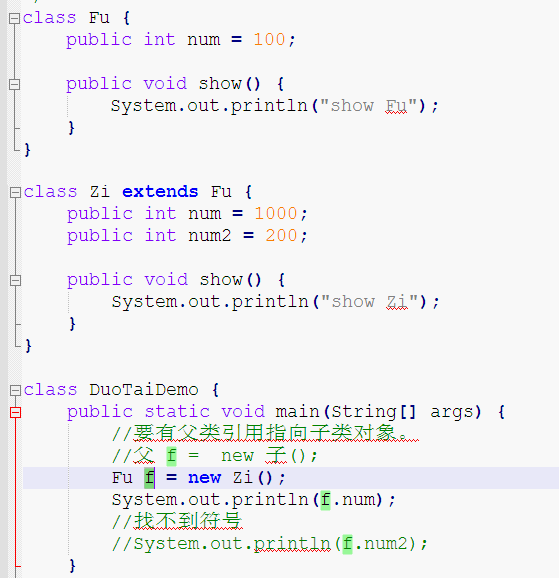 class Fu {
public int num = 100;
public void show() {
System.out.println("show Fu");
}
}
class Zi extends Fu {
public int num = 1000;
public int num2 = 200;
public void show() {
System.out.println("show Zi");
}
}
class DuoTaiDemo {
public static void main(String[] args) {
//要有父类引用指向子类对象。
//父 f =  new 子();
Fu f = new Zi();
System.out.println(f.num);
//找不到符号
//System.out.println(f.num2);
}